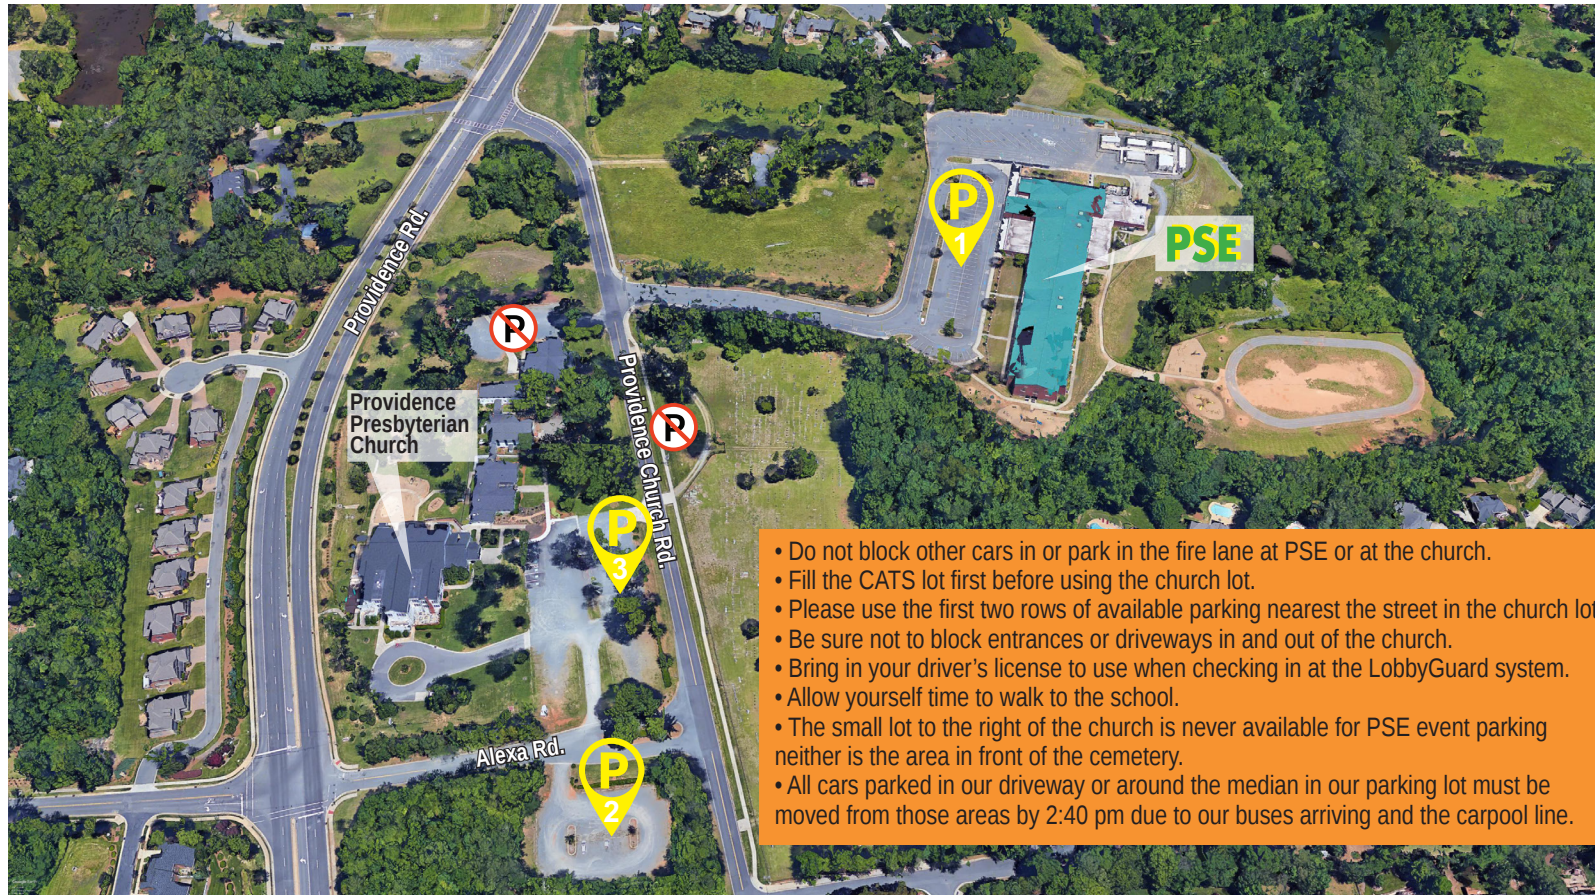 Providence Rd.
P
1
PSE
P
Providence
Presbyterian
Church
Providence Church Rd.
P
P
3
• Do not block other cars in or park in the fire lane at PSE or at the church.
• Fill the CATS lot first before using the church lot.
• Please use the first two rows of available parking nearest the street in the church lot
• Be sure not to block entrances or driveways in and out of the church.
• Bring in your driver's license to use when checking in at the LobbyGuard system.
• Allow yourself time to walk to the school.
• The small lot to the right of the church is never available for PSE event parking
neither is the area in front of the cemetery.
• All cars parked in our driveway or around the median in our parking lot must be
moved from those areas by 2:40 pm due to our buses arriving and the carpool line.
Alexa Rd.
P
2